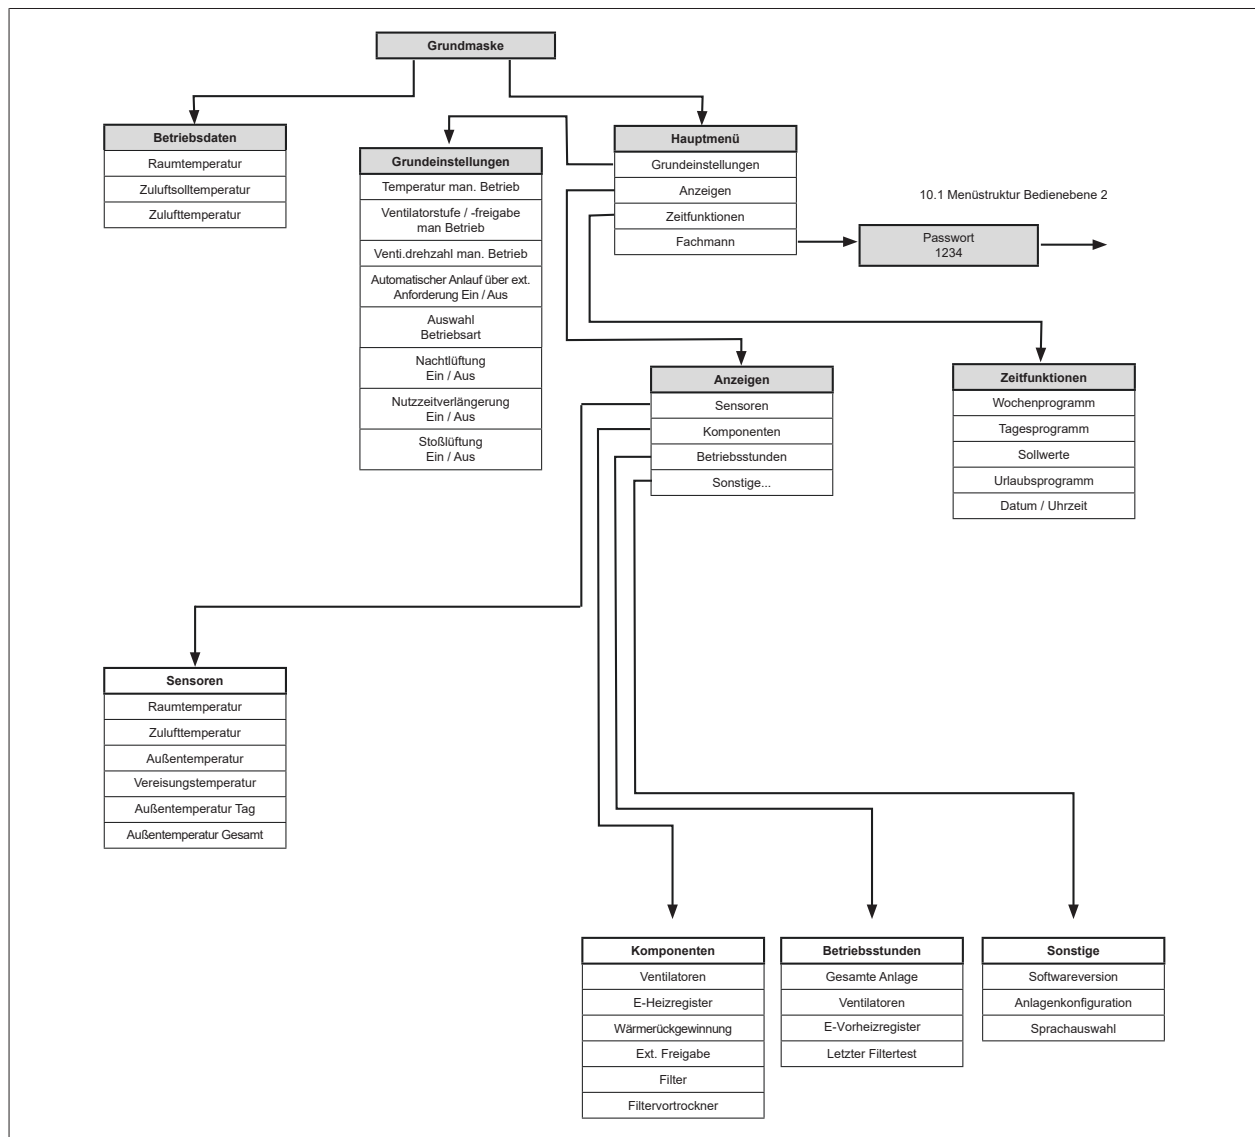 Grundmaske
Betriebsdaten
Raumtemperatur
Zuluftsolltemperatur
Zulufttemperatur
Grundeinstellungen
Temperatur man. Betrieb
Ventilatorstufe / -freigabe
man Betrieb
Venti.drehzahl man. Betrieb
Automatischer Anlauf über ext.
Anforderung Ein / Aus
Auswahl
Betriebsart
Nachtlüftung
Ein / Aus
Nutzzeitverlängerung
Ein / Aus
Stoßlüftung
Ein / Aus
Hauptmenü
Grundeinstellungen
Anzeigen
Zeitfunktionen
Fachmann
10.1 Menüstruktur Bedienebene 2
Passwort
1234
Anzeigen
Sensoren
Komponenten
Betriebsstunden
Sonstige...
Zeitfunktionen
Wochenprogramm
Tagesprogramm
Sollwerte
Urlaubsprogramm
Datum / Uhrzeit
Sensoren
Raumtemperatur
Zulufttemperatur
Außentemperatur
Vereisungstemperatur
Außentemperatur Tag
Außentemperatur Gesamt
Komponenten
Ventilatoren
E-Heizregister
Wärmerückgewinnung
Ext. Freigabe
Filter
Filtervortrockner
Betriebsstunden
Gesamte Anlage
Ventilatoren
E-Vorheizregister
Letzter Filtertest
Sonstige
Softwareversion
Anlagenkonfiguration
Sprachauswahl